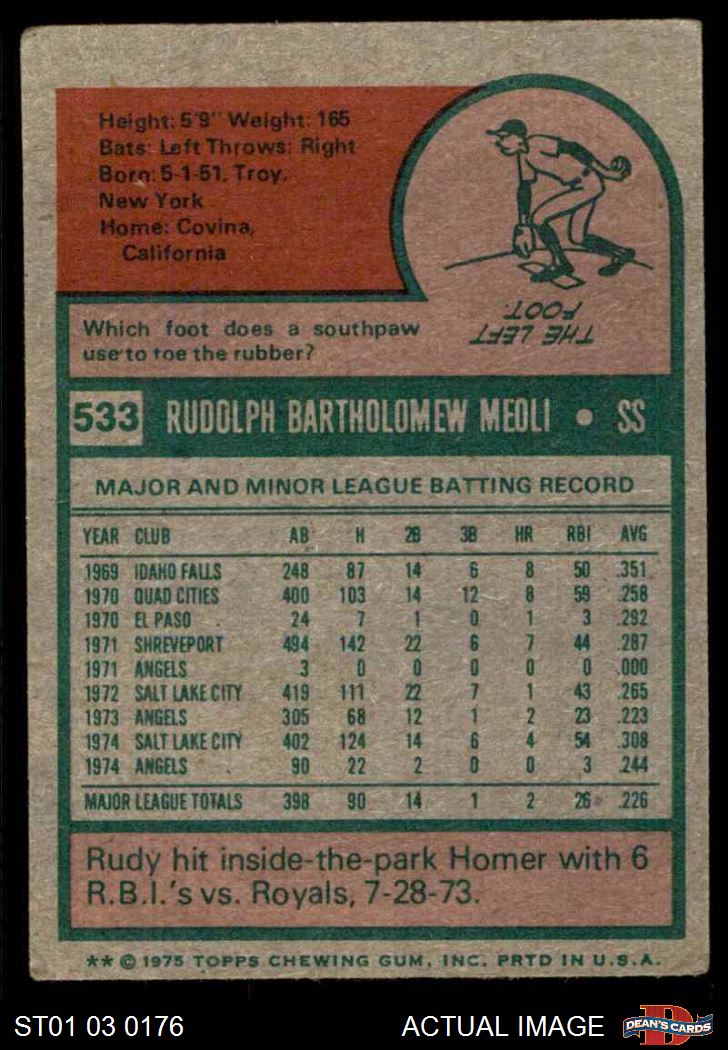 Height: 5'9" Weight: 165
Bats: Left Throws: Right
Born: 5-1-51, Troy,
New York
Home: Covina,
California
Which foot does a southpaw
use to toe the rubber?
THE LEFT
FOOT.
533 RUDOLPH BARTHOLOMEW MEOLI • SS
MAJOR AND MINOR LEAGUE BATTING RECORD
YEAR CLUB AB H 2B 3B HR RBI AVG
1969 IDAHO FALLS 248 87 14 6 8 50 .351
1970 QUAD CITIES 400 103 14 12 8 59 .258
1970 EL PASO 24 7 1 0 1 3 .292
1971 SHREVEPORT 494 142 22 6 7 44 .287
1971 ANGELS 3 0 0 0 0 0 .000
1972 SALT LAKE CITY 419 111 22 7 1 43 .265
1973 ANGELS 305 68 12 1 2 23 .223
1974 SALT LAKE CITY 402 124 14 6 4 54 .308
1974 ANGELS 90 22 2 0 0 3 .244
MAJOR LEAGUE TOTALS 398 90 14 1 2 26 .226
Rudy hit inside-the-park Homer with 6
R.B.I.'s vs. Royals, 7-28-73.
** © 1975 TOPPS CHEWING GUM, INC. PRTD IN U.S.A.
ST01 03 0176
ACTUAL IMAGE
D
DEAN'S CARDS